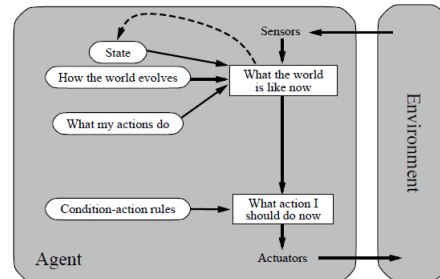 Sensors
State
How the world evolves
What the world
is like now
What my actions do
Condition-action rules
What action I
should do now
Agent
Actuators
Environment